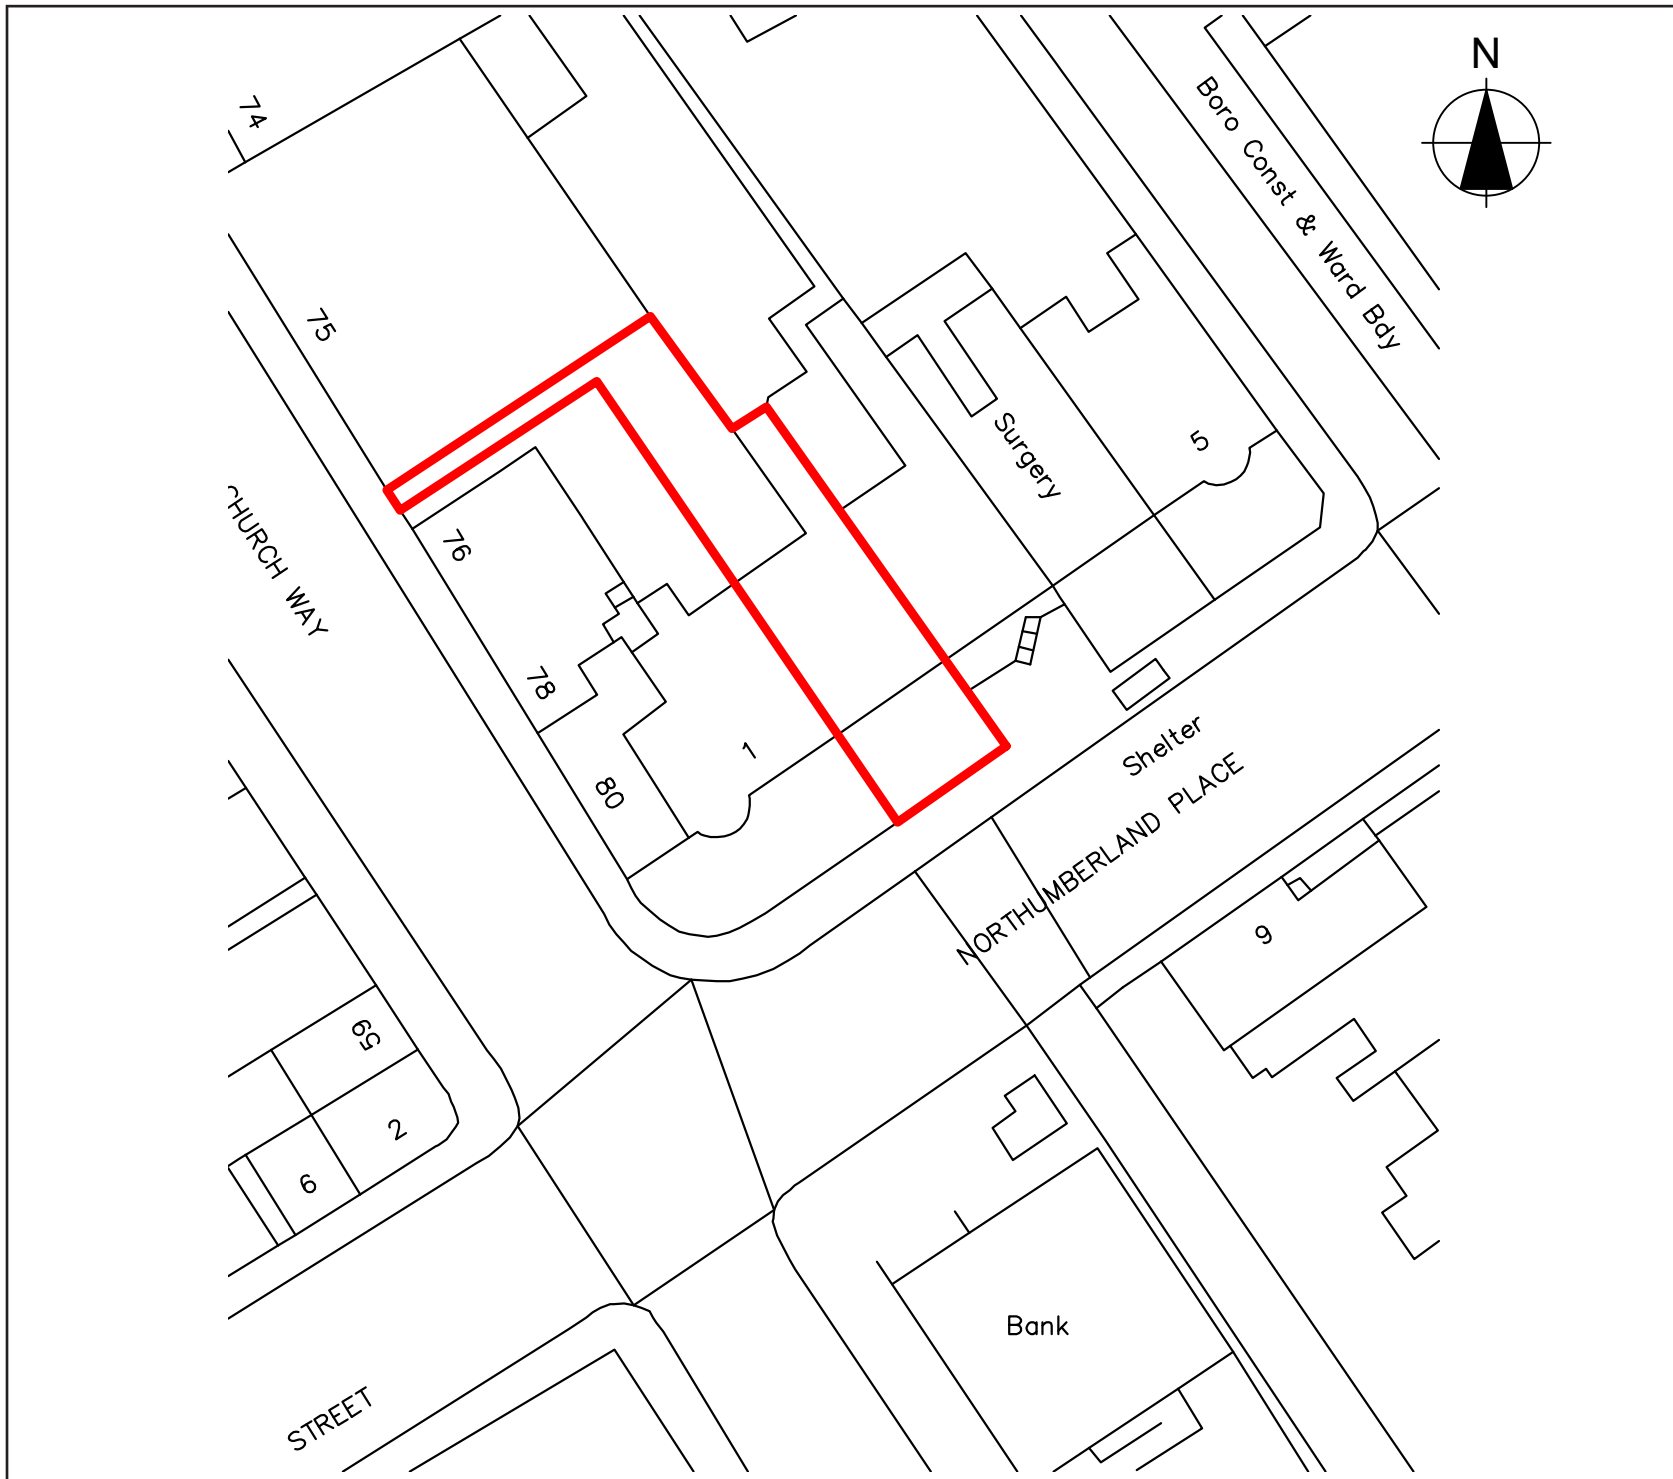 N
74
Boro Const & Ward Bdy
75
Surgery
5
CHURCH WAY
76
78
1
80
Shelter
NORTHUMBERLAND PLACE
9
59
2
6
Bank
STREET